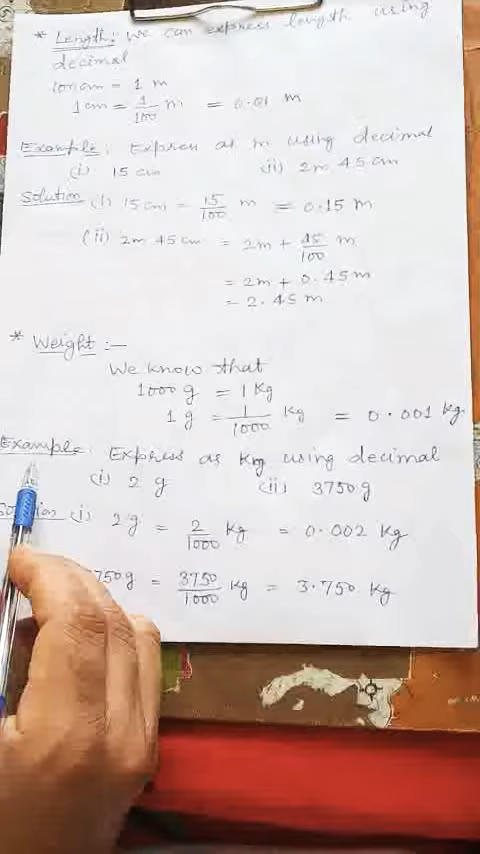 * Length: We can express length using
decimal
100 cm = 1 m
1 cm = 1/100 m = 0.01 m
Example: Express as m using decimal
(i) 15 cm (ii) 2m 45 cm
Solution (i) 15 cm = 15/100 m = 0.15 m
(ii) 2m 45 cm = 2m + 45/100 m
= 2m + 0.45 m
= 2.45 m
* Weight :—
We know that
1000 g = 1 Kg
1 g = 1/1000 Kg = 0.001 Kg
Example: Express as Kg using decimal
(i) 2 g (ii) 3750 g
(i) 2 g = 2/1000 Kg = 0.002 Kg
750 g = 3750/1000 Kg = 3.750 Kg